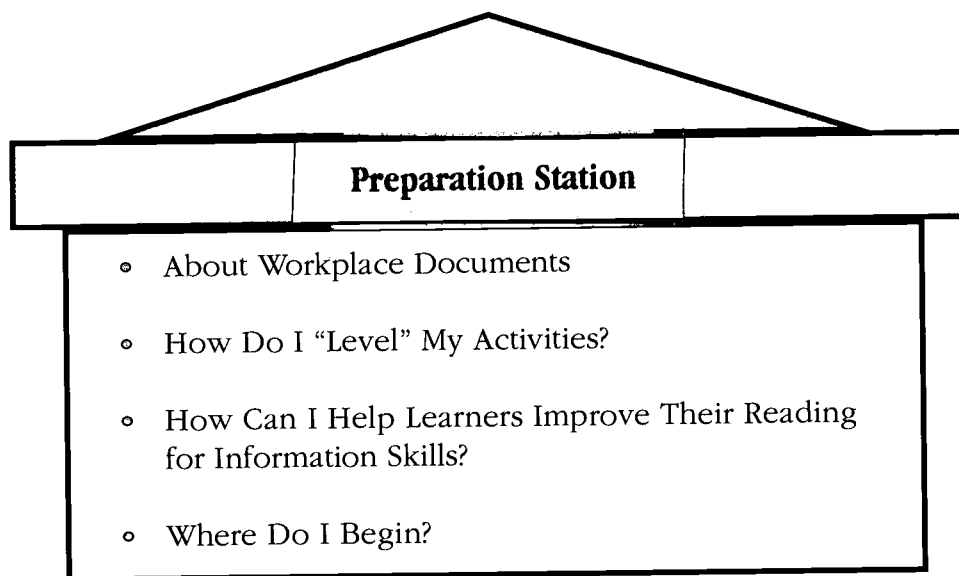 Preparation Station
• About Workplace Documents
• How Do I “Level” My Activities?
• How Can I Help Learners Improve Their Reading
for Information Skills?
• Where Do I Begin?